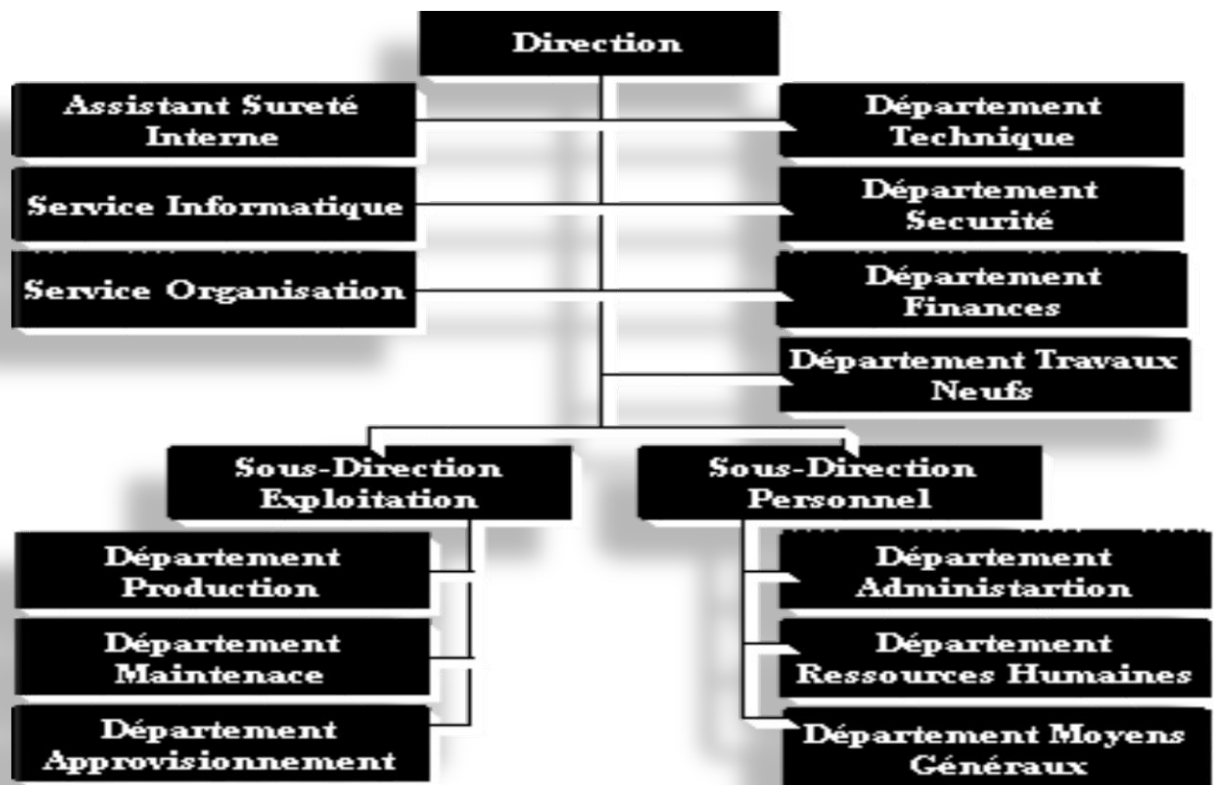 Direction
Assistant Sureté
Interne
Département
Technique
Service Informatique
Département
Securité
Service Organisation
Département
Finances
Département Travaux
Neufs
Sous-Direction
Exploitation
Sous-Direction
Personnel
Département
Production
Département
Administartion
Département
Maintenace
Département
Ressources Humaines
Département
Approvisionnement
Département Moyens
Généraux